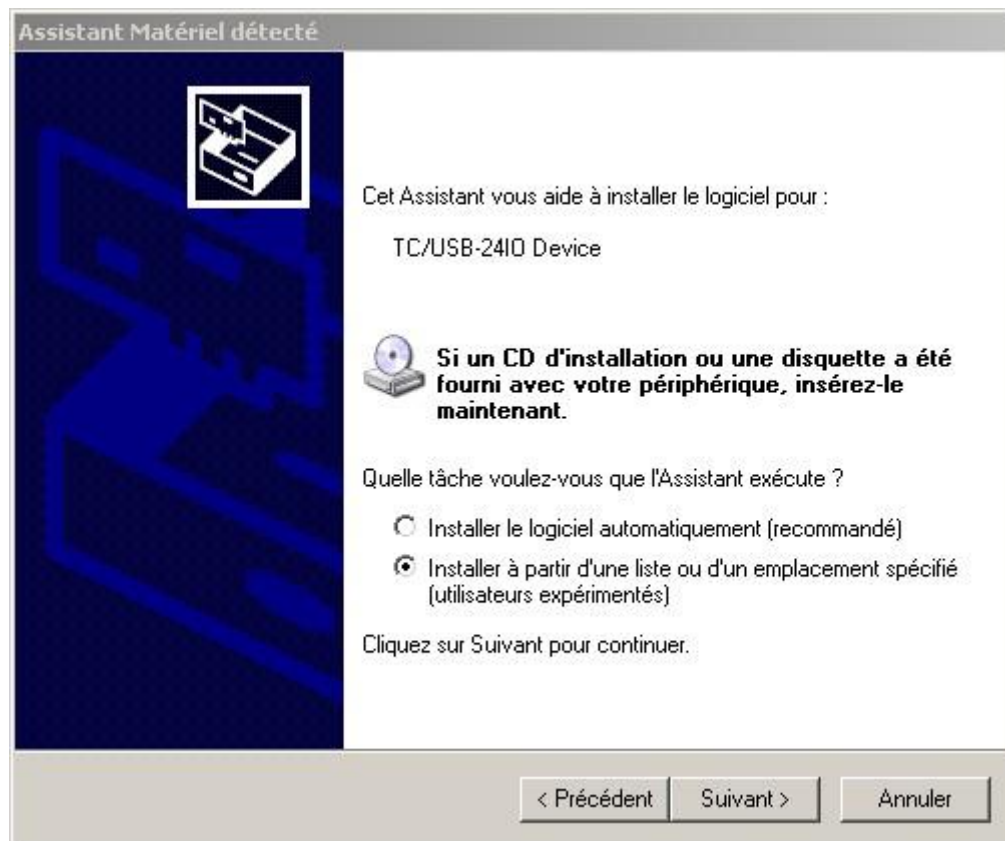 Assistant Matériel détecté
Cet Assistant vous aide à installer le logiciel pour :
TC/USB-24IO Device
Si un CD d'installation ou une disquette a été
fourni avec votre périphérique, insérez-le
maintenant.
Quelle tâche voulez-vous que l'Assistant exécute ?
Installer le logiciel automatiquement (recommandé)
Installer à partir d'une liste ou d'un emplacement spécifié
(utilisateurs expérimentés)
Cliquez sur Suivant pour continuer.
< Précédent Suivant > Annuler